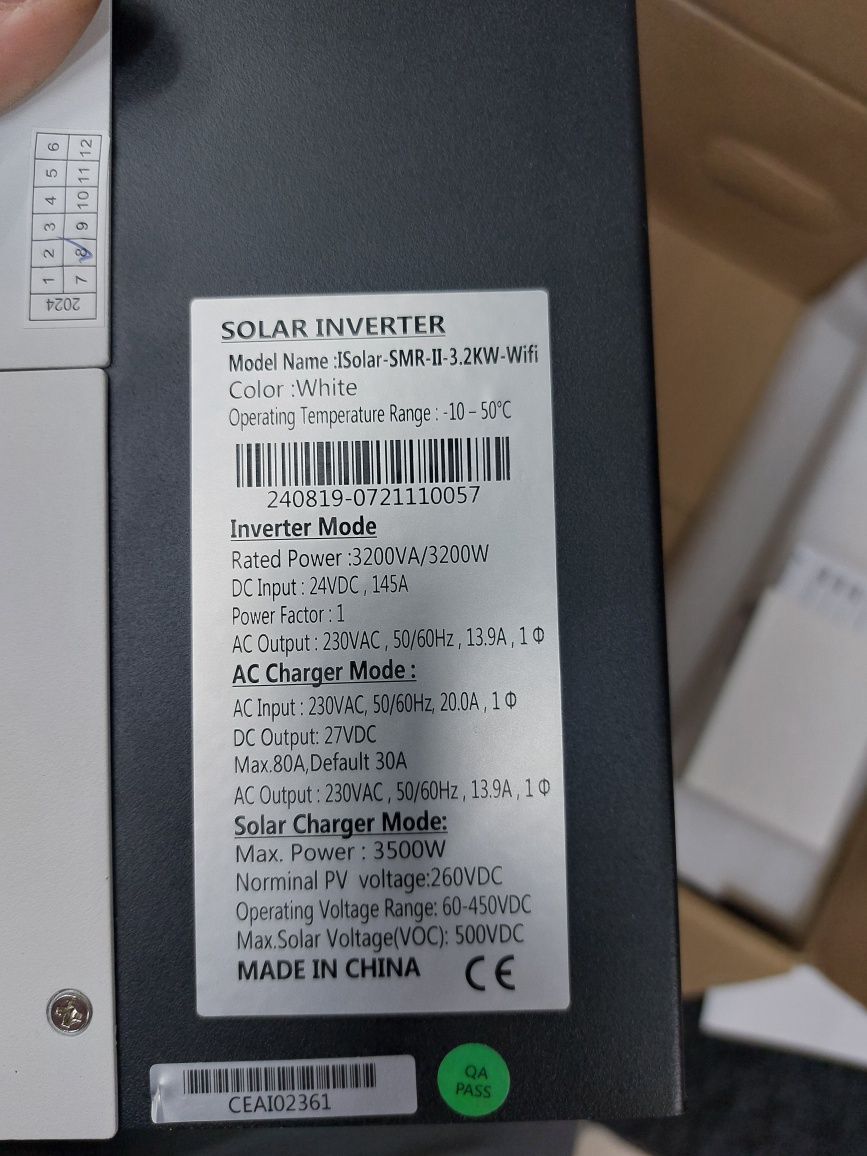 1 2 3 4 5 6
7 8 9 10 11 12
2024
SOLAR INVERTER
Model Name :ISolar-SMR-II-3.2KW-Wifi
Color :White
Operating Temperature Range : -10 – 50°C
240819-0721110057
Inverter Mode
Rated Power :3200VA/3200W
DC Input : 24VDC , 145A
Power Factor : 1
AC Output : 230VAC , 50/60Hz , 13.9A , 1 Φ
AC Charger Mode :
AC Input : 230VAC, 50/60Hz, 20.0A , 1 Φ
DC Output: 27VDC
Max.80A,Default 30A
AC Output : 230VAC , 50/60Hz , 13.9A , 1 Φ
Solar Charger Mode:
Max. Power : 3500W
Norminal PV voltage:260VDC
Operating Voltage Range: 60-450VDC
Max.Solar Voltage(VOC): 500VDC
MADE IN CHINA CE
CEAI02361
QA
PASS